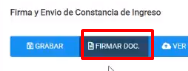 Firma y Envio de Constancia de Ingreso
GRABAR FIRMAR DOC. VER